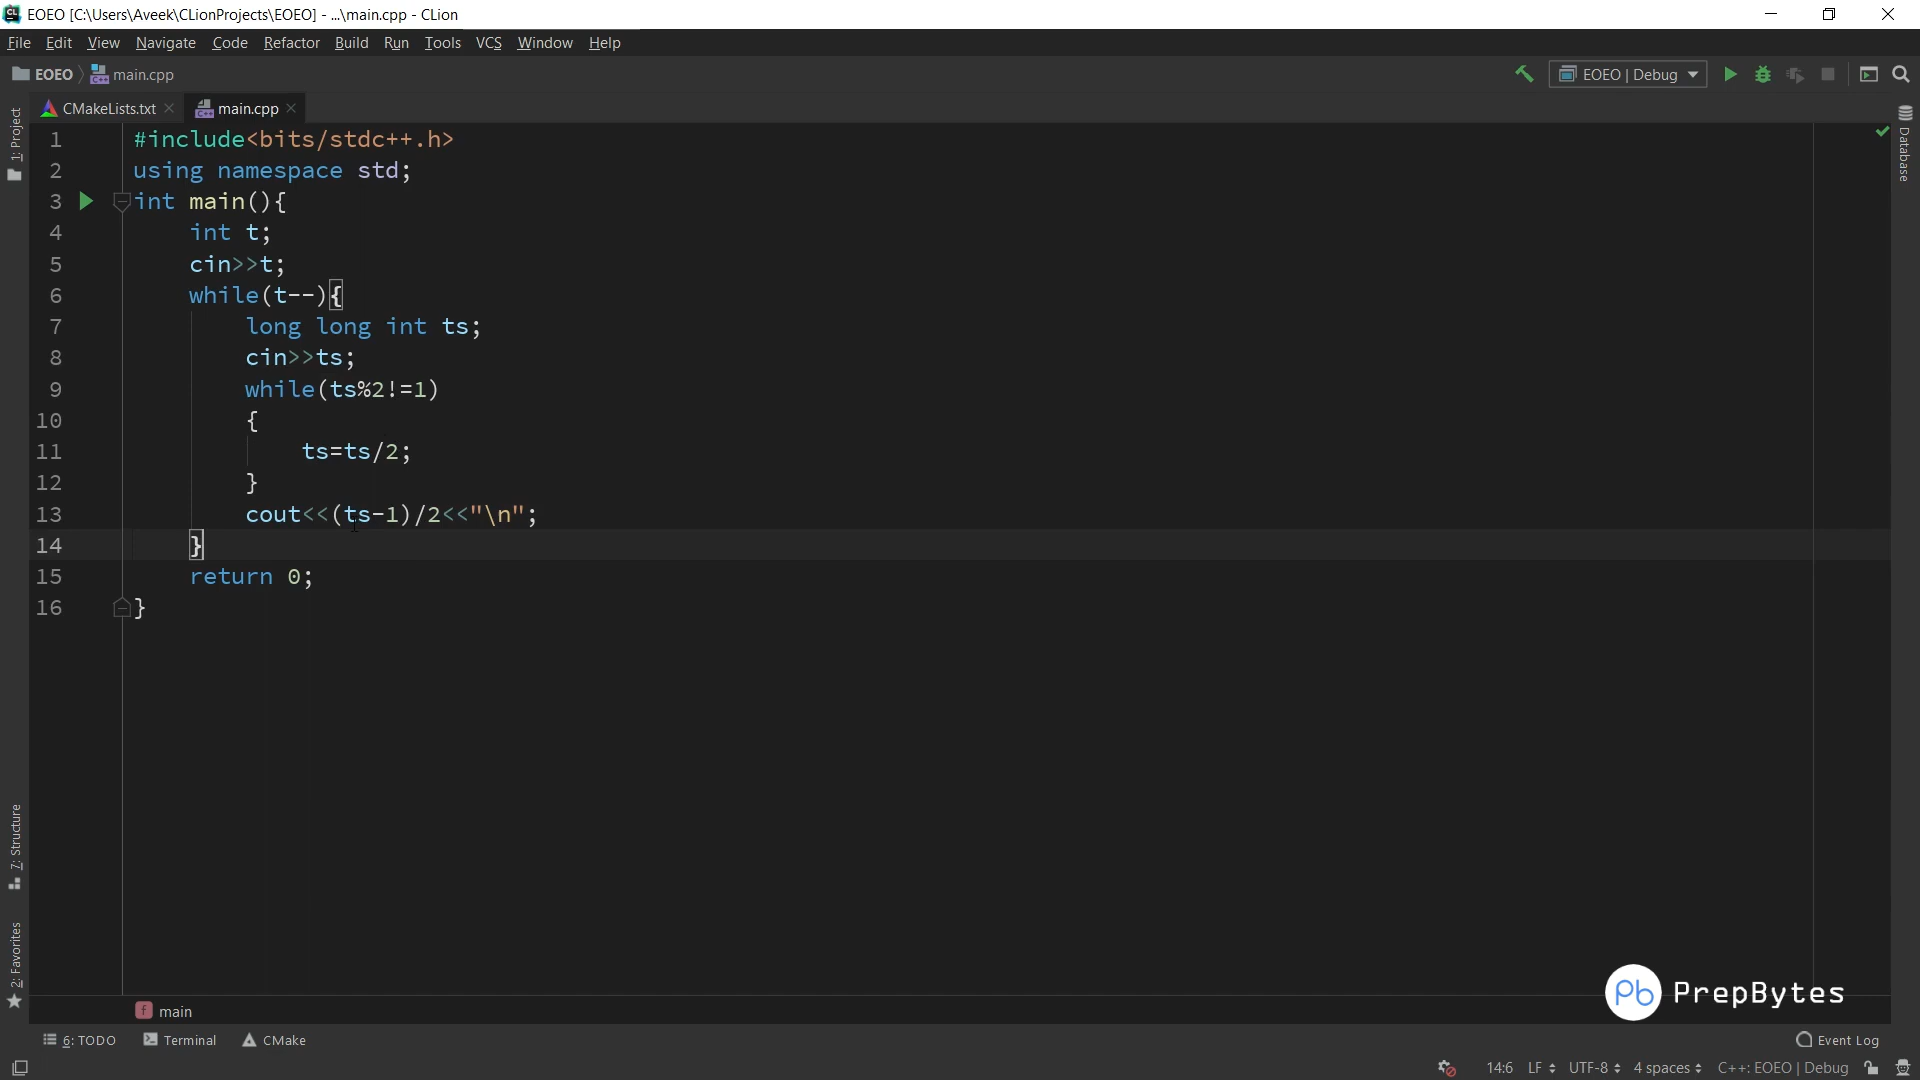 EOEO [C:\Users\Aveek\CLionProjects\EOEO] - ...\main.cpp - CLion
File Edit View Navigate Code Refactor Build Run Tools VCS Window Help
EOEO main.cpp EOEO | Debug
CMakeLists.txt main.cpp
1: Project
Database
1 #include<bits/stdc++.h>
2 using namespace std;
3 int main(){
4 int t;
5 cin>>t;
6 while(t--){
7 long long int ts;
8 cin>>ts;
9 while(ts%2!=1)
10 {
11 ts=ts/2;
12 }
13 cout<<(ts-1)/2<<"\n";
14 }
15 return 0;
16 }
7: Structure
2: Favorites
Pb PrepBytes
f main
6: TODO Terminal CMake Event Log
14:6 LF UTF-8 4 spaces C++: EOEO | Debug